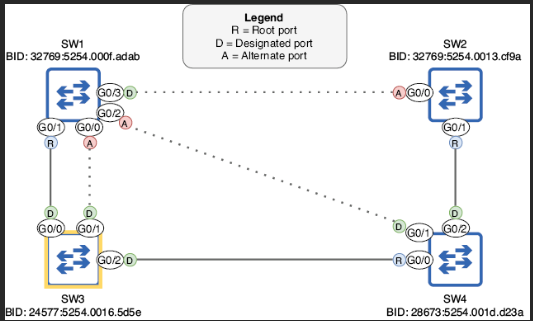 Legend
R = Root port
D = Designated port
A = Alternate port
SW1
BID: 32769:5254.000f.adab
SW2
BID: 32769:5254.0013.cf9a
G0/3 D
A G0/0
G0/2
A
G0/1
G0/0
R
A
G0/1
R
D
D
G0/0
G0/1
D
G0/1
D
G0/2
G0/2 D
R G0/0
SW3
BID: 24577:5254.0016.5d5e
SW4
BID: 28673:5254.001d.d23a